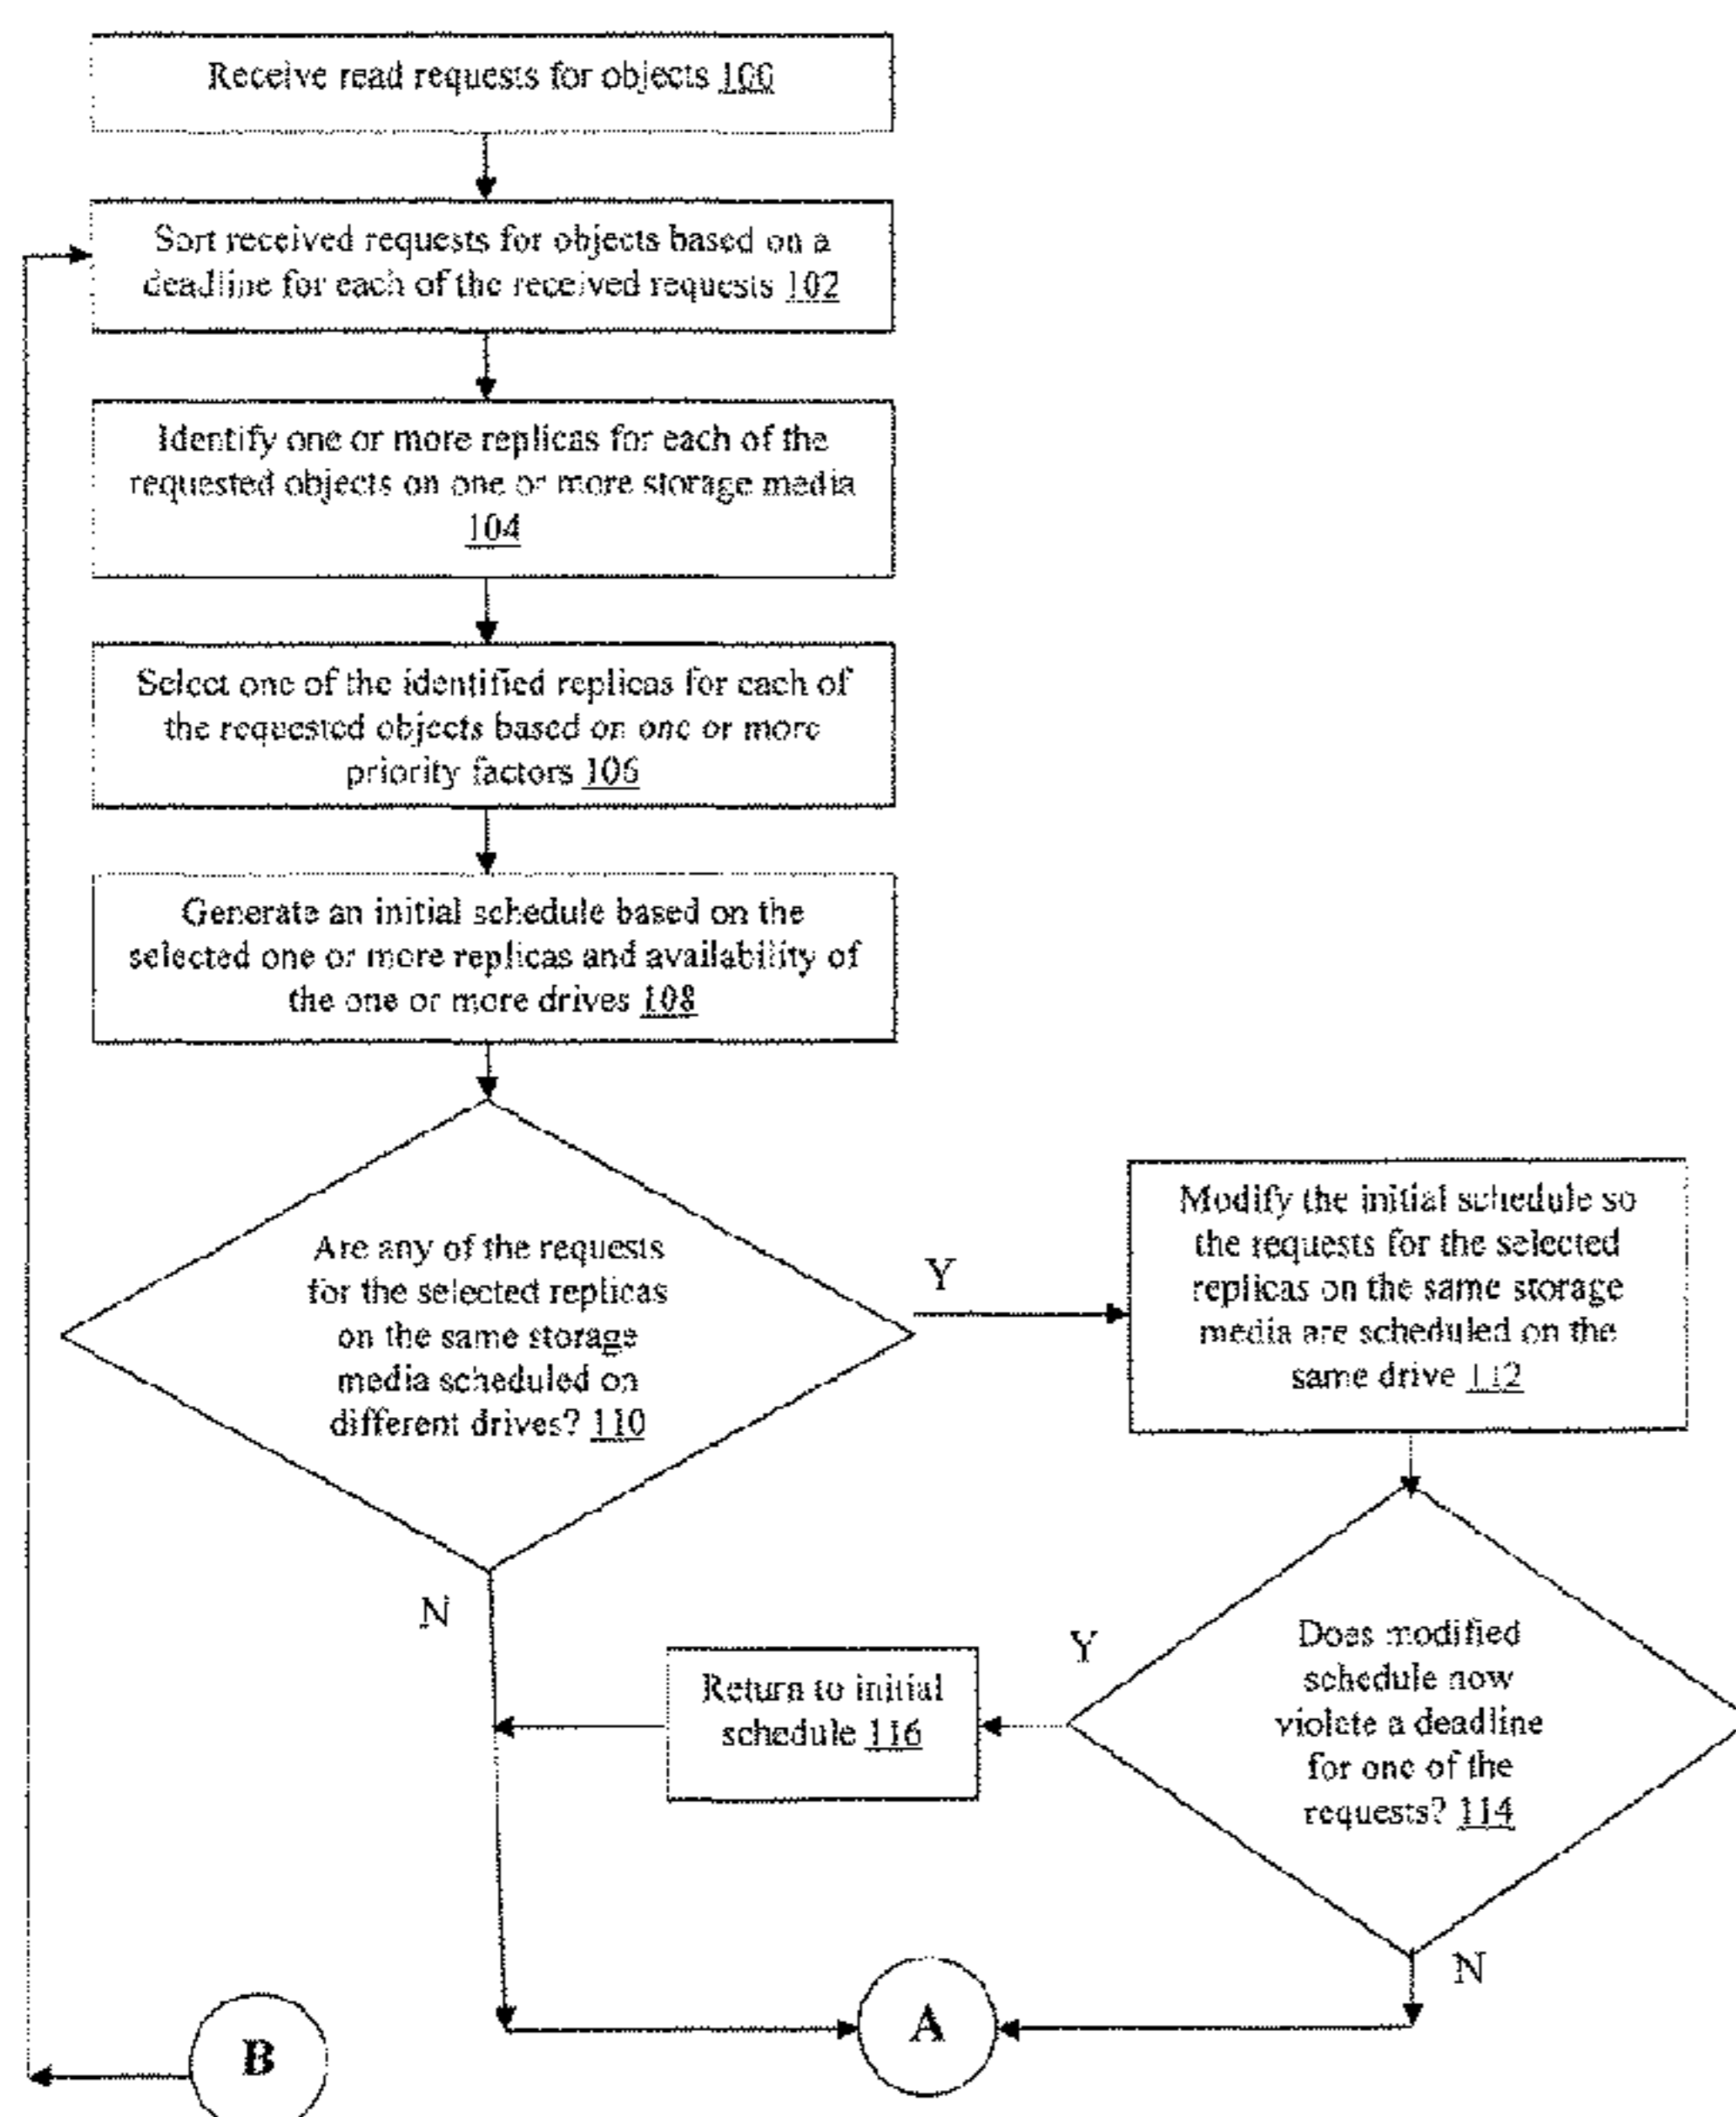 Receive read requests for objects 100
Sort received requests for objects based on a
deadline for each of the received requests 102
Identify one or more replicas for each of the
requested objects on one or more storage media
104
Select one of the identified replicas for each of
the requested objects based on one or more
priority factors 106
Generate an initial schedule based on the
selected one or more replicas and availability of
the one or more drives 108
Are any of the requests
for the selected replicas
on the same storage
media scheduled on
different drives? 110
Y
Modify the initial schedule so
the requests for the selected
replicas on the same storage
media are scheduled on the
same drive 112
N
Return to initial
schedule 116
Y
Does modified
schedule now
violate a deadline
for one of the
requests? 114
N
A
B